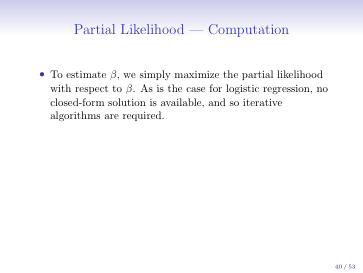 Partial Likelihood — Computation
• To estimate β, we simply maximize the partial likelihood
with respect to β. As is the case for logistic regression, no
closed-form solution is available, and so iterative
algorithms are required.
40 / 53